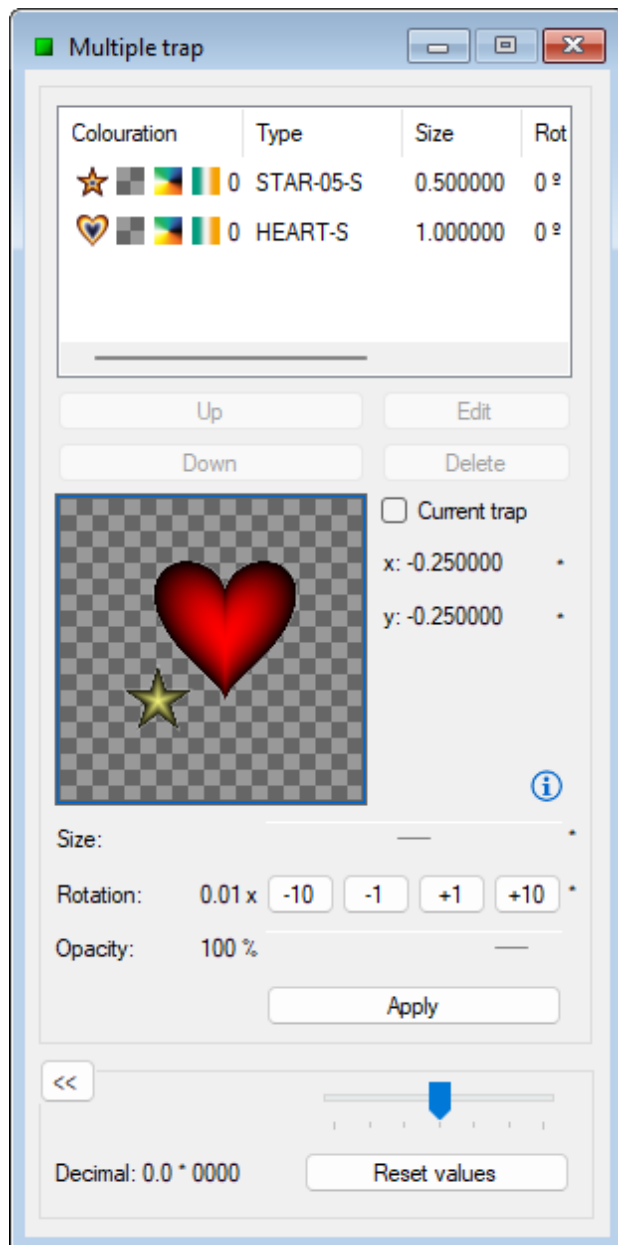 Multiple trap
Colouration Type Size Rot
0 STAR-05-S 0.500000 0 º
0 HEART-S 1.000000 0 º
Up Edit
Down Delete
Current trap
x: -0.250000 *
y: -0.250000 *
Size: *
Rotation: 0.01 x -10 -1 +1 +10 *
Opacity: 100 %
Apply
<<
Decimal: 0.0 * 0000 Reset values